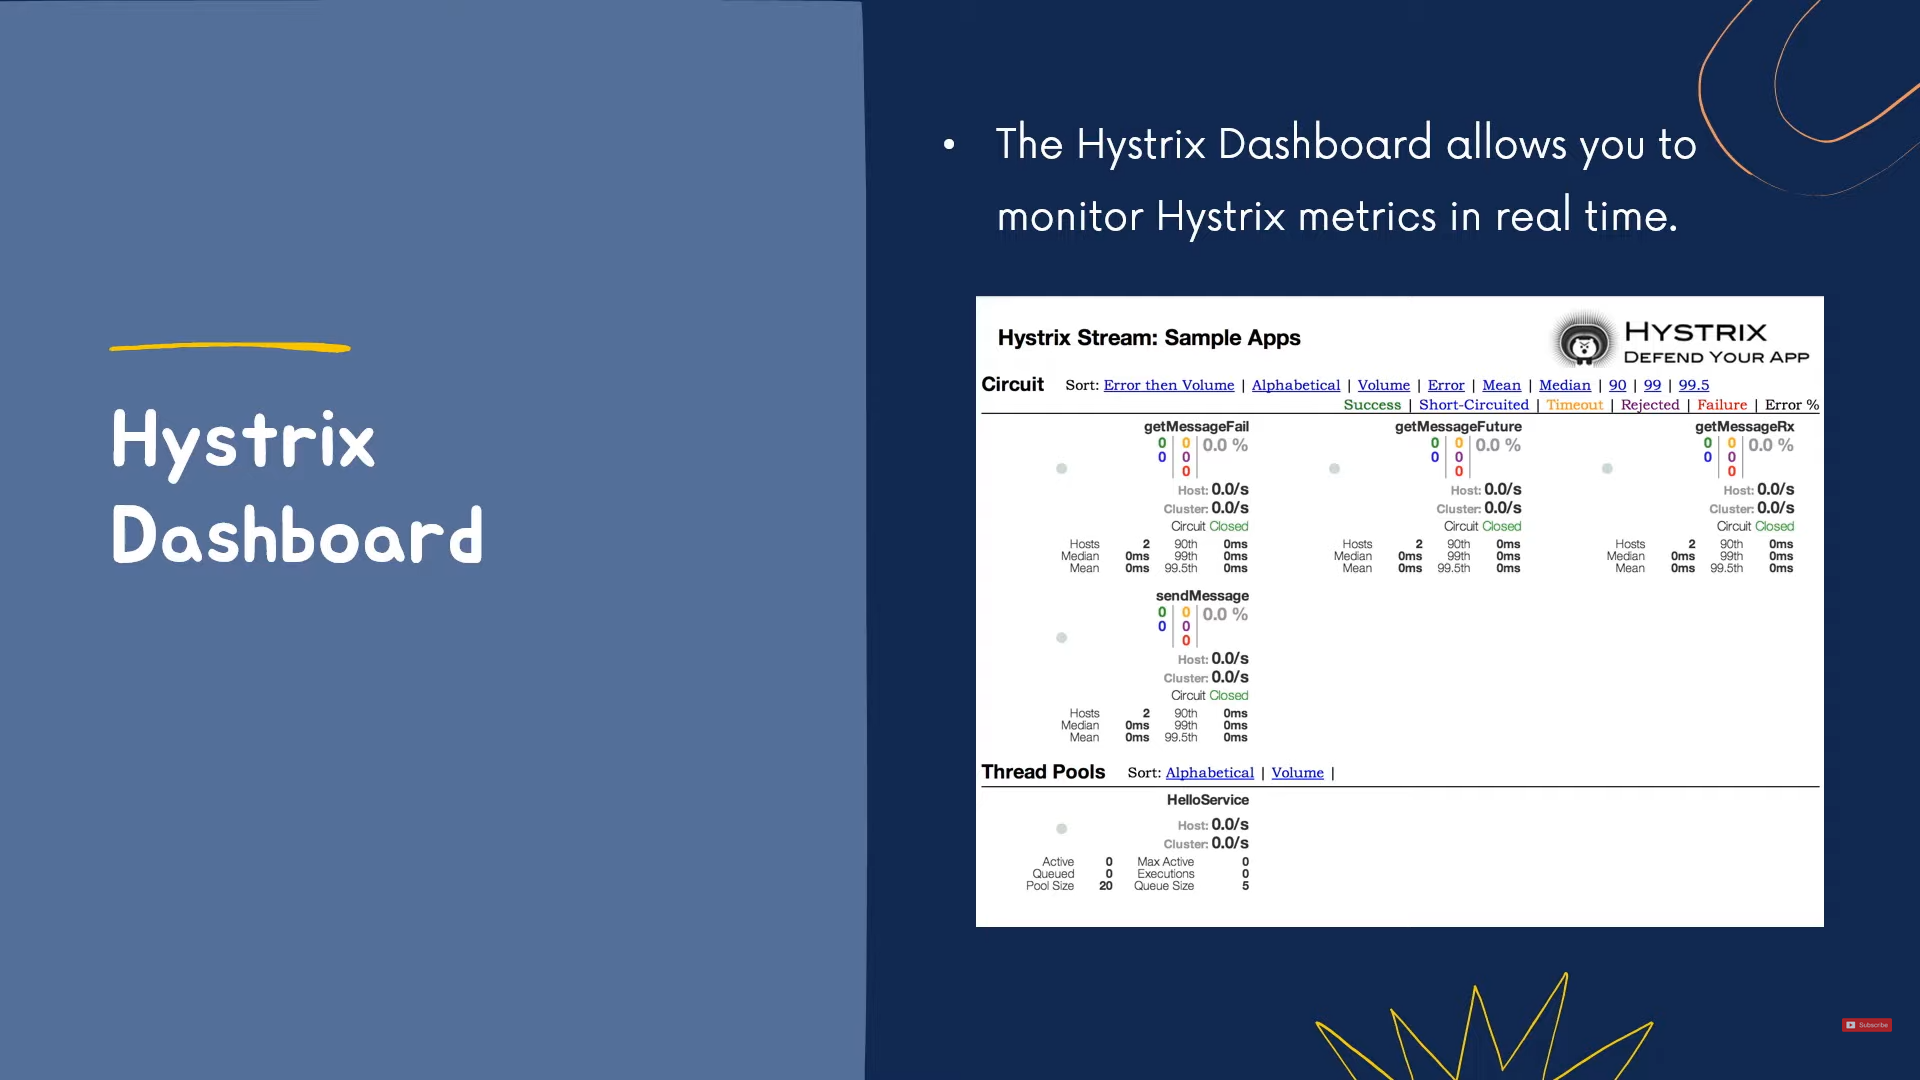 Hystrix
Dashboard
• The Hystrix Dashboard allows you to
monitor Hystrix metrics in real time.
Hystrix Stream: Sample Apps
HYSTRIX
DEFEND YOUR APP
Circuit Sort: Error then Volume | Alphabetical | Volume | Error | Mean | Median | 90 | 99 | 99.5
Success | Short-Circuited | Timeout | Rejected | Failure | Error %
getMessageFail
0 0 0.0 %
0 0
0
Host: 0.0/s
Cluster: 0.0/s
Circuit Closed
Hosts 2 90th 0ms
Median 0ms 99th 0ms
Mean 0ms 99.5th 0ms
getMessageFuture
0 0 0.0 %
0 0
0
Host: 0.0/s
Cluster: 0.0/s
Circuit Closed
Hosts 2 90th 0ms
Median 0ms 99th 0ms
Mean 0ms 99.5th 0ms
getMessageRx
0 0 0.0 %
0 0
0
Host: 0.0/s
Cluster: 0.0/s
Circuit Closed
Hosts 2 90th 0ms
Median 0ms 99th 0ms
Mean 0ms 99.5th 0ms
sendMessage
0 0 0.0 %
0 0
0
Host: 0.0/s
Cluster: 0.0/s
Circuit Closed
Hosts 2 90th 0ms
Median 0ms 99th 0ms
Mean 0ms 99.5th 0ms
Thread Pools Sort: Alphabetical | Volume |
HelloService
Host: 0.0/s
Cluster: 0.0/s
Active 0 Max Active 0
Queued 0 Executions 0
Pool Size 20 Queue Size 5
Subscribe